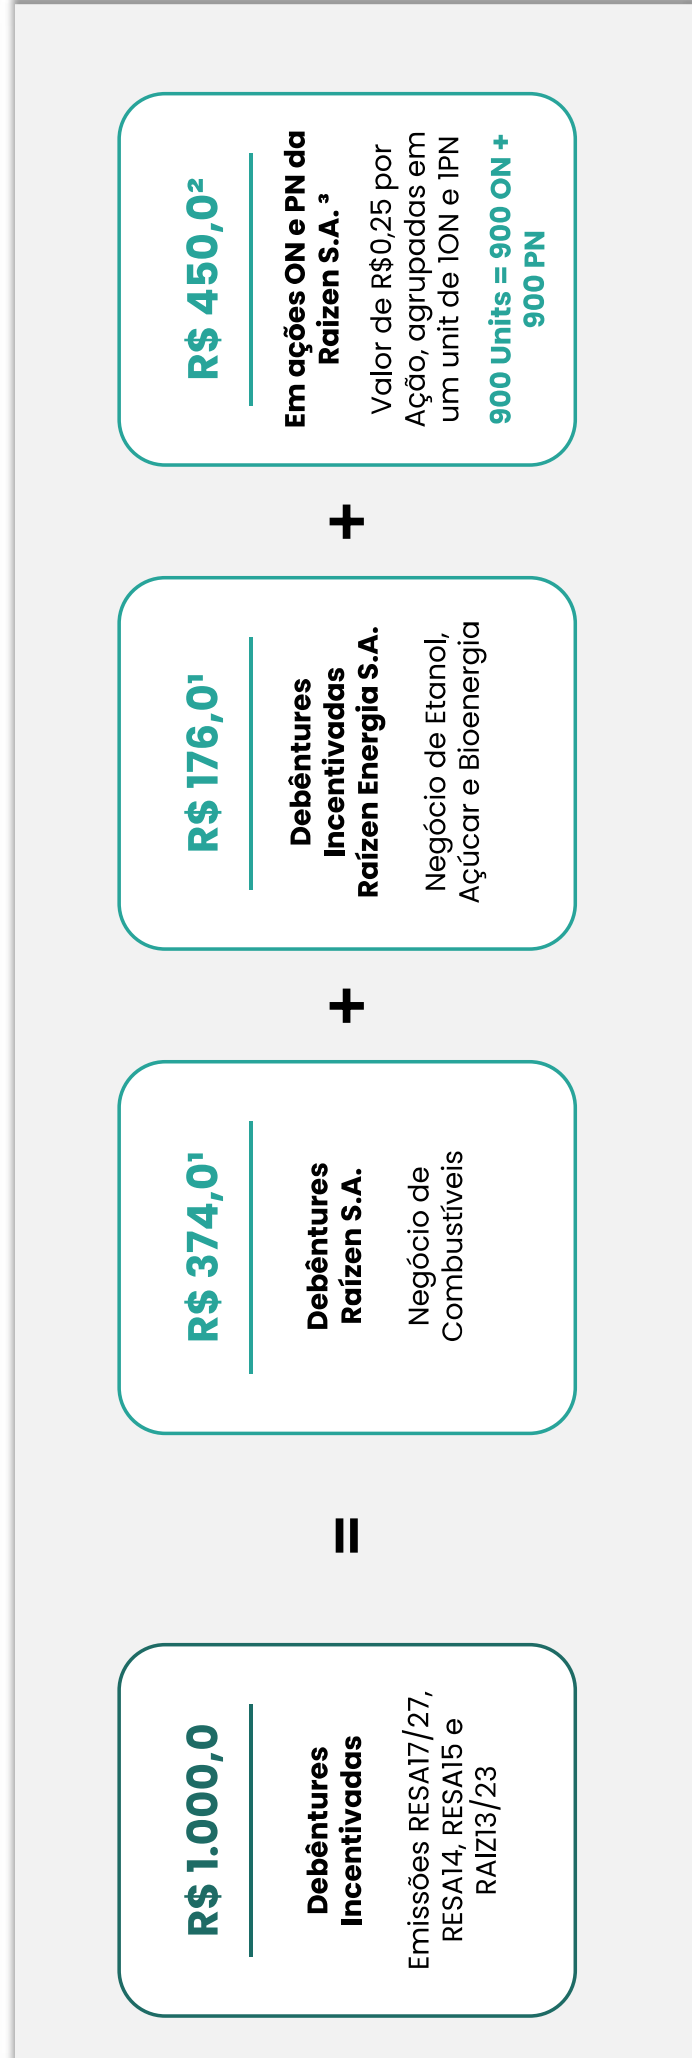 R$ 1.000,0
Debêntures
Incentivadas
Emissões RESA17/27,
RESA14, RESA15 e
RAIZ13/23
=
R$ 374,0¹
Debêntures
Raízen S.A.
Negócio de
Combustíveis
+
R$ 176,0¹
Debêntures
Incentivadas
Raízen Energia S.A.
Negócio de Etanol,
Açúcar e Bioenergia
+
R$ 450,0²
Em ações ON e PN da
Raizen S.A. ³
Valor de R$0,25 por
Ação, agrupadas em
um unit de 1ON e 1PN
900 Units = 900 ON +
900 PN